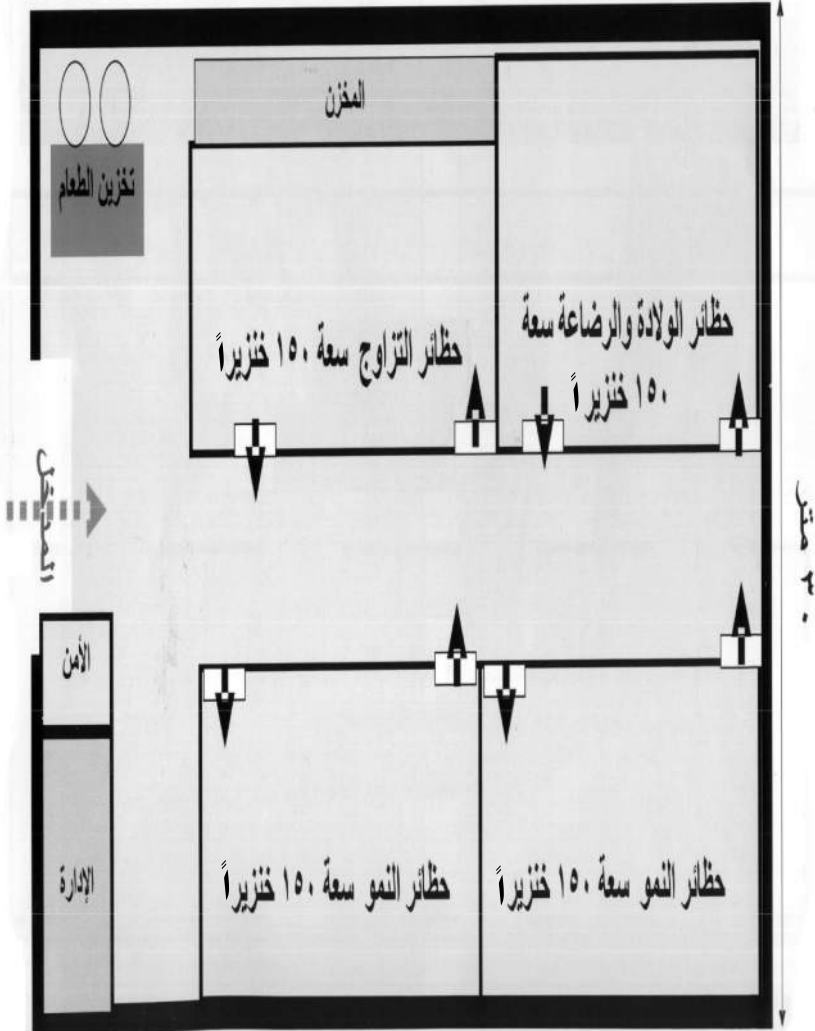 المخزن
تخزين الطعام
حظائر الولادة والرضاعة سعة
١٥٠ خنزيراً
حظائر التزاوج سعة ١٥٠ خنزيراً
المدخل
٣٠ متر
الأمن
الإدارة
حظائر النمو سعة ١٥٠ خنزيراً
حظائر النمو سعة ١٥٠ خنزيراً